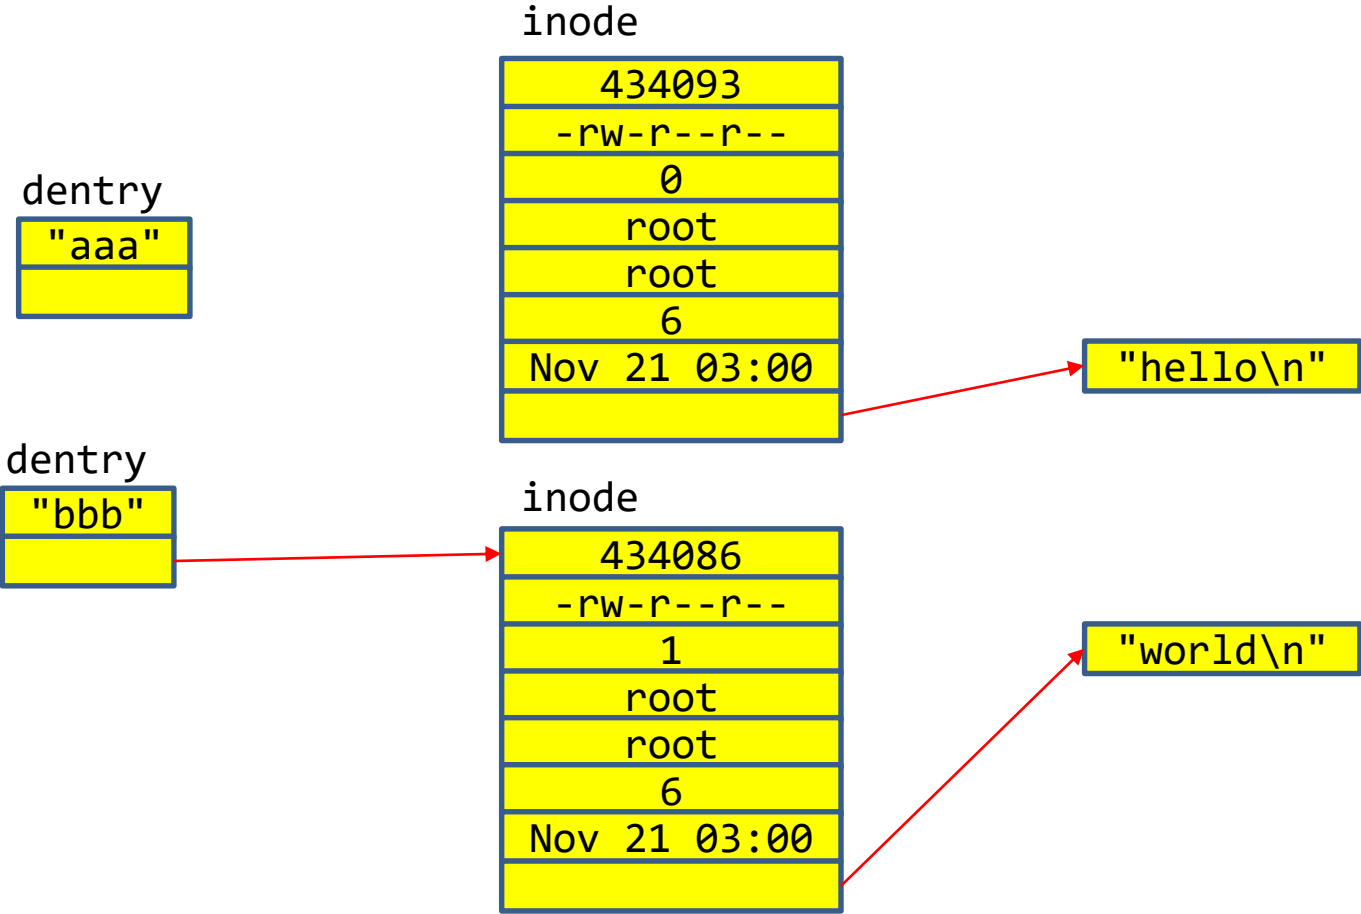 inode
434093
-rw-r--r--
0
root
root
6
Nov 21 03:00
dentry
"aaa"
"hello\n"
dentry
"bbb"
inode
434086
-rw-r--r--
1
root
root
6
Nov 21 03:00
"world\n"